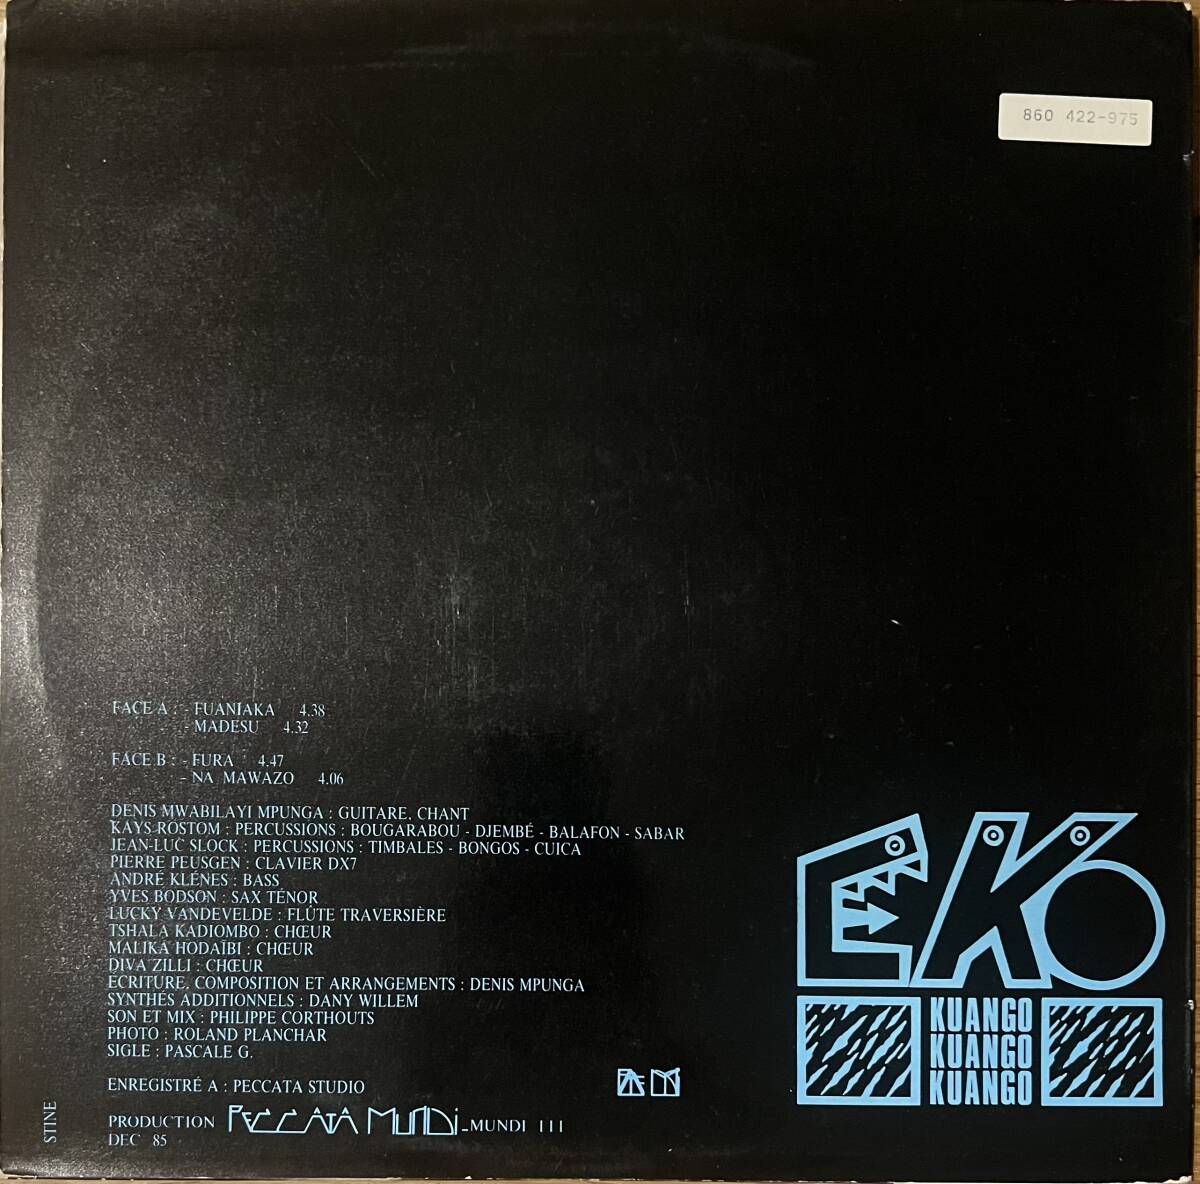 860 422-975
FACE A : - FUANIAKA 4.38
- MADESU 4.32
FACE B : - FURA 4.47
- NA MAWAZO 4.06
DENIS MWABILAYI MPUNGA : GUITARE, CHANT
KAYS-ROSTOM : PERCUSSIONS : BOUGARABOU - DJEMBÉ - BALAFON - SABAR
JEAN-LUC SLOCK : PERCUSSIONS : TIMBALES - BONGOS - CUICA
PIERRE PEUSGEN : CLAVIER DX7
ANDRÉ KLÉNES : BASS
YVES BODSON : SAX TÉNOR
LUCKY VANDEVELDE : FLÛTE TRAVERSIÈRE
TSHALA KADIOMBO : CHŒUR
MALIKA HODAÏBI : CHŒUR
DIVA ZILLI : CHŒUR
ECRITURE, COMPOSITION ET ARRANGEMENTS : DENIS MPUNGA
SYNTHÉS ADDITIONNELS : DANY WILLEM
SON ET MIX : PHILIPPE CORTHOUTS
PHOTO : ROLAND PLANCHAR
SIGLE : PASCALE G.
ENREGISTRÉ A : PECCATA STUDIO
PRODUCTION PECCATA MUNDI - MUNDI III
DEC 85
STINE
EKO
KUANGO
KUANGO
KUANGO